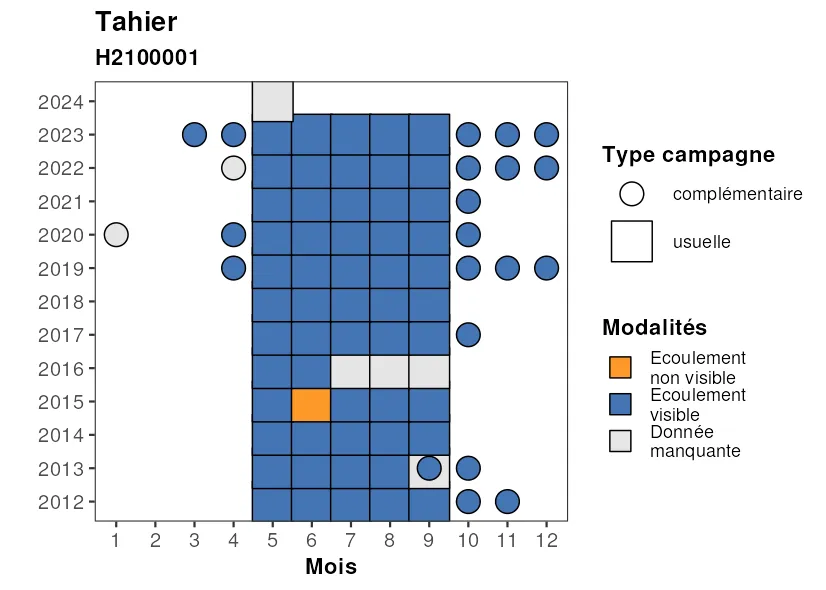 Tahier
H2100001
2024
2023
2022
2021
2020
2019
2018
2017
2016
2015
2014
2013
2012
1 2 3 4 5 6 7 8 9 10 11 12
Mois
Type campagne
complémentaire
usuelle
Modalités
Ecoulement
non visible
Ecoulement
visible
Donnée
manquante